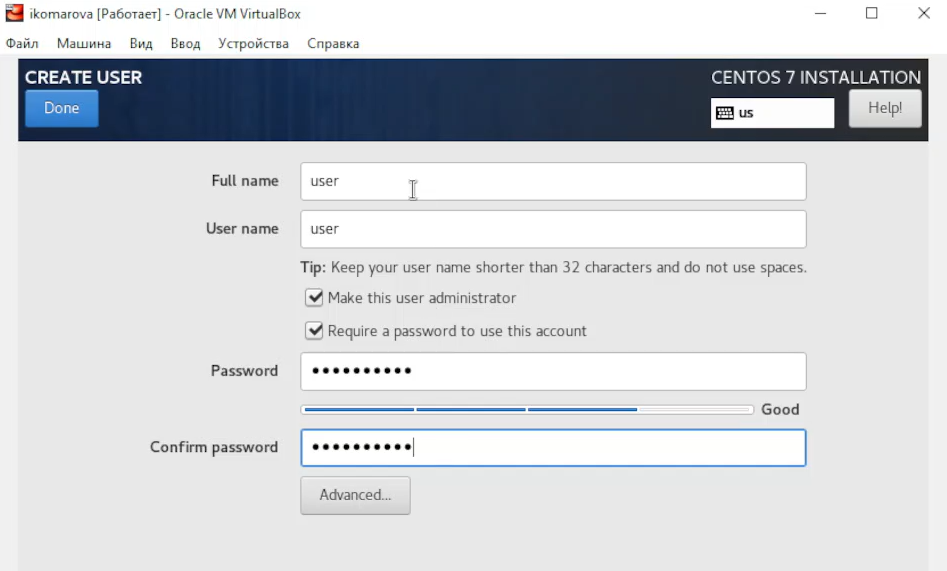 ikomarova [Работает] - Oracle VM VirtualBox
Файл Машина Вид Ввод Устройства Справка
CREATE USER
CENTOS 7 INSTALLATION
Done
us
Help!
Full name
user
User name
user
Tip: Keep your user name shorter than 32 characters and do not use spaces.
Make this user administrator
Require a password to use this account
Password
••••••••••
Good
Confirm password
••••••••••
Advanced...